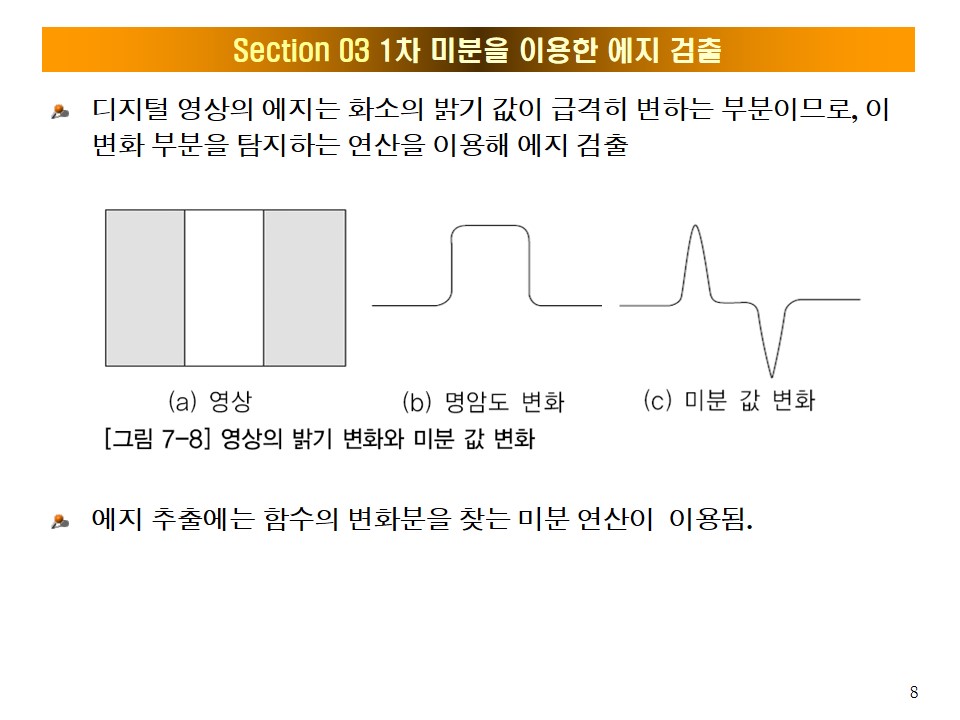 Section 03 1차 미분을 이용한 에지 검출
디지털 영상의 에지는 화소의 밝기 값이 급격히 변하는 부분이므로, 이
변화 부분을 탐지하는 연산을 이용해 에지 검출
(a) 영상
(b) 명암도 변화
(c) 미분 값 변화
[그림 7-8] 영상의 밝기 변화와 미분 값 변화
에지 추출에는 함수의 변화분을 찾는 미분 연산이 이용됨.
8